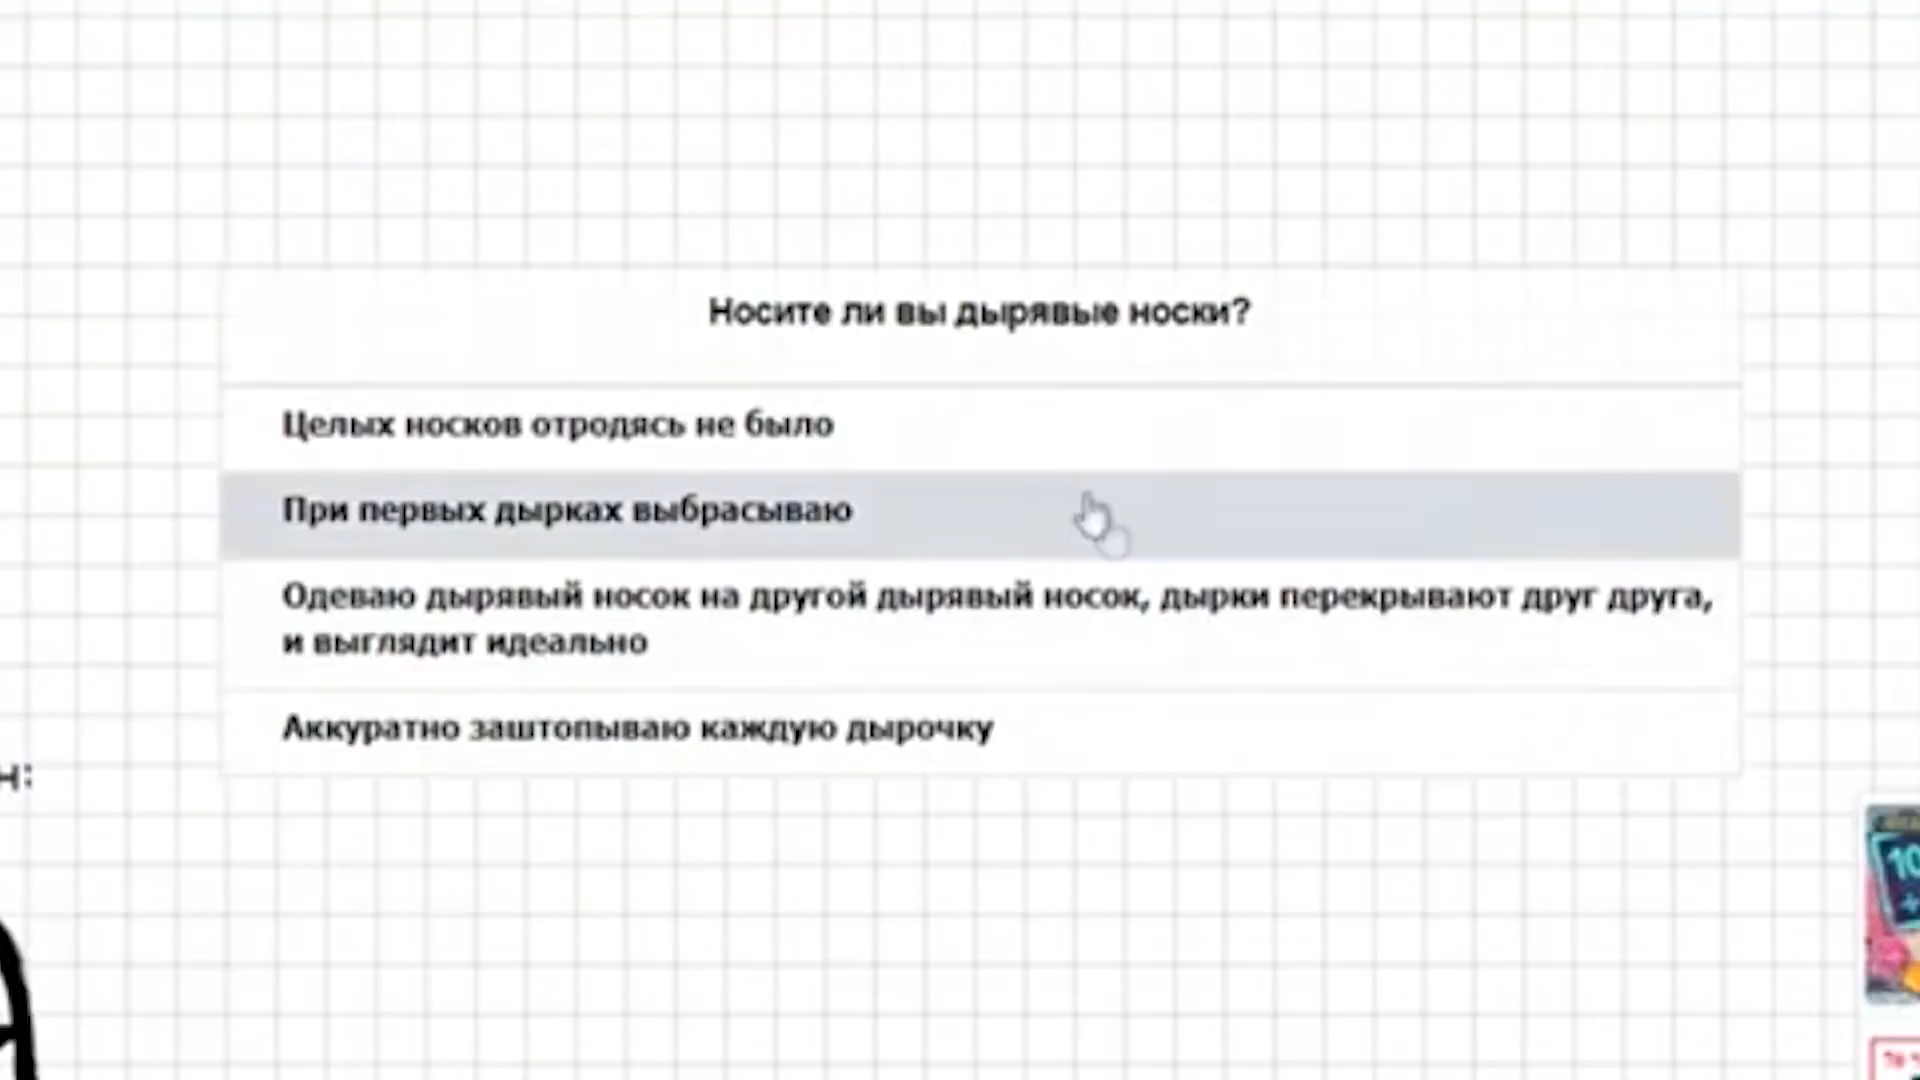 Носите ли вы дырявые носки?
Целых носков отродясь не было
При первых дырках выбрасываю
Одеваю дырявый носок на другой дырявый носок, дырки перекрывают друг друга,
и выглядит идеально
Аккуратно заштопываю каждую дырочку
н:
10